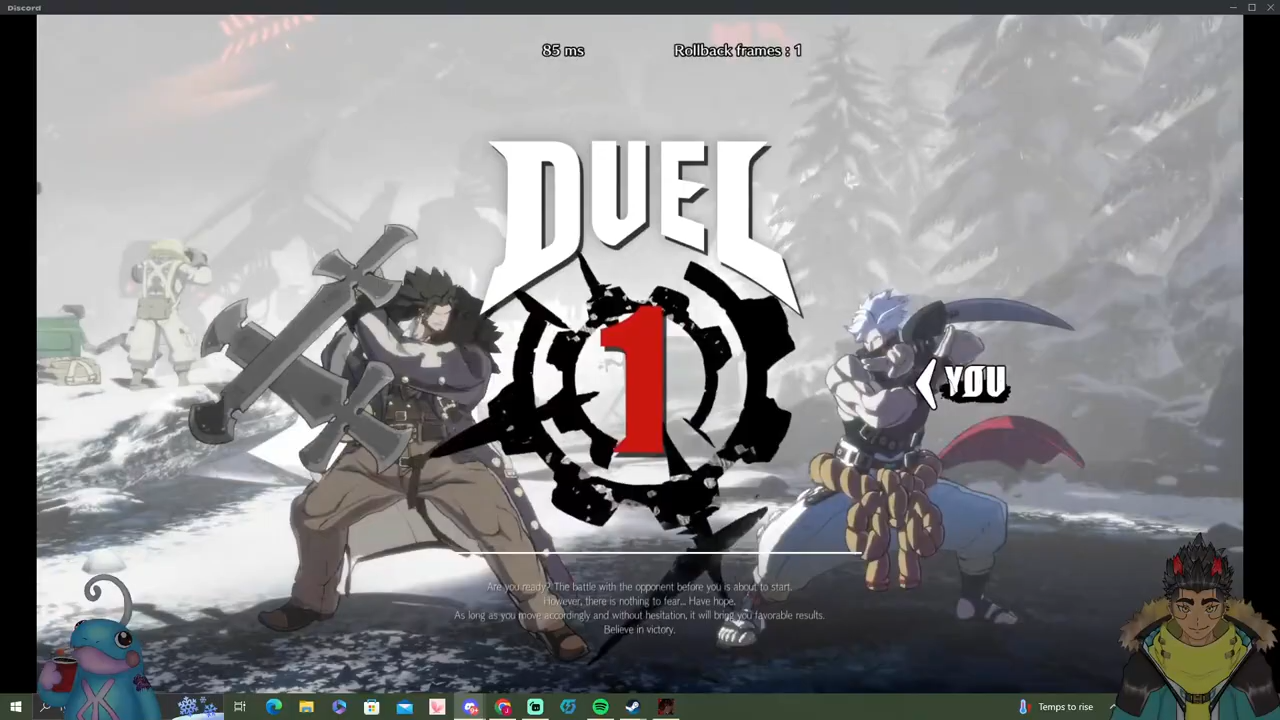 Discord
85 ms
Rollback frames : 1
DUEL
1
YOU
Are you ready? The battle with the opponent before you is about to start.
However, there is nothing to fear... Have hope.
As long as you move accordingly and without hesitation, it will bring you favorable results.
Believe in victory.
Temps to rise